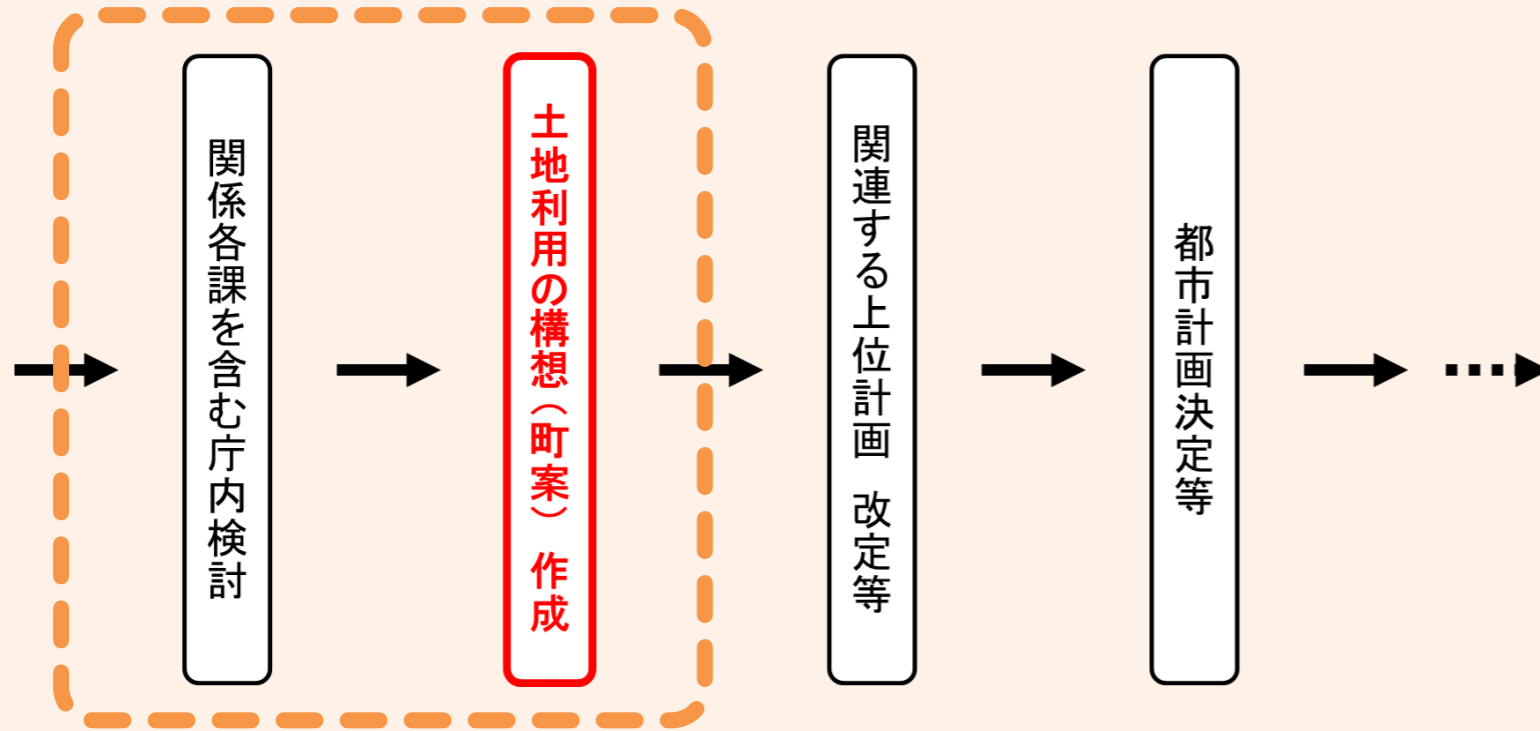 関係各課を含む庁内検討
土地利用の構想（町案） 作成
関連する上位計画 改定等
都市計画決定等